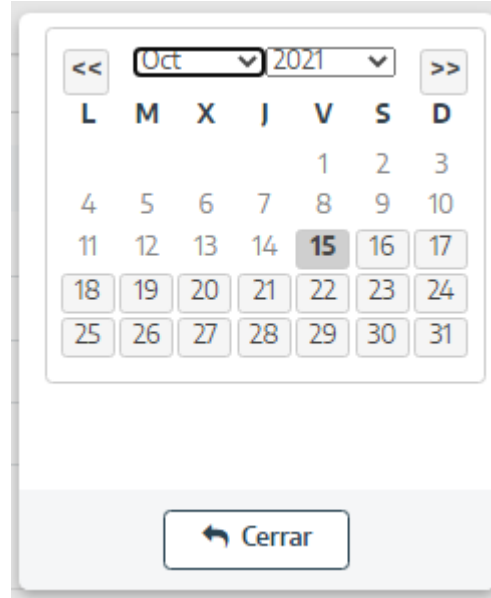 << Oct 2021 >>
L M X J V S D
1 2 3
4 5 6 7 8 9 10
11 12 13 14 15 16 17
18 19 20 21 22 23 24
25 26 27 28 29 30 31
Cerrar